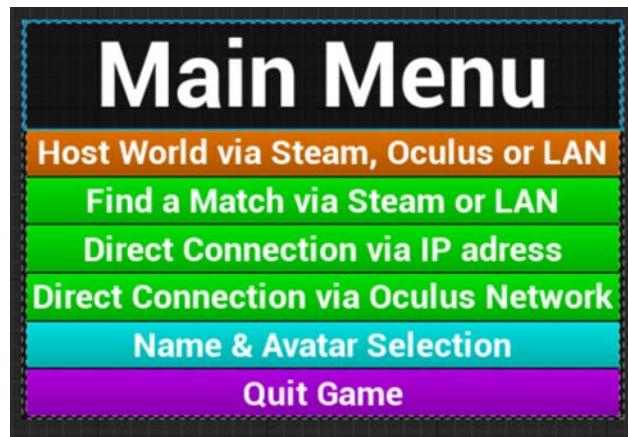 Main Menu
Host World via Steam, Oculus or LAN
Find a Match via Steam or LAN
Direct Connection via IP adress
Direct Connection via Oculus Network
Name & Avatar Selection
Quit Game